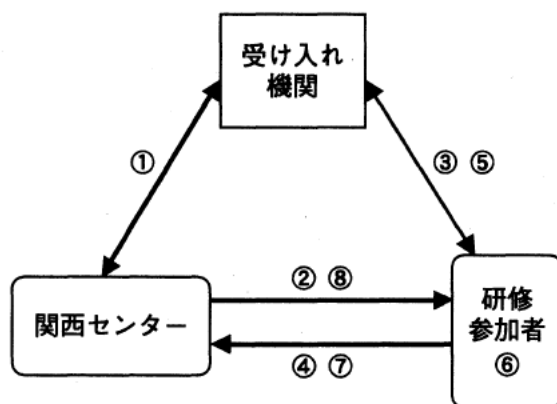 受け入れ
機関
①
③ ⑤
② ⑧
関西センター
研修
参加者
⑥
④ ⑦